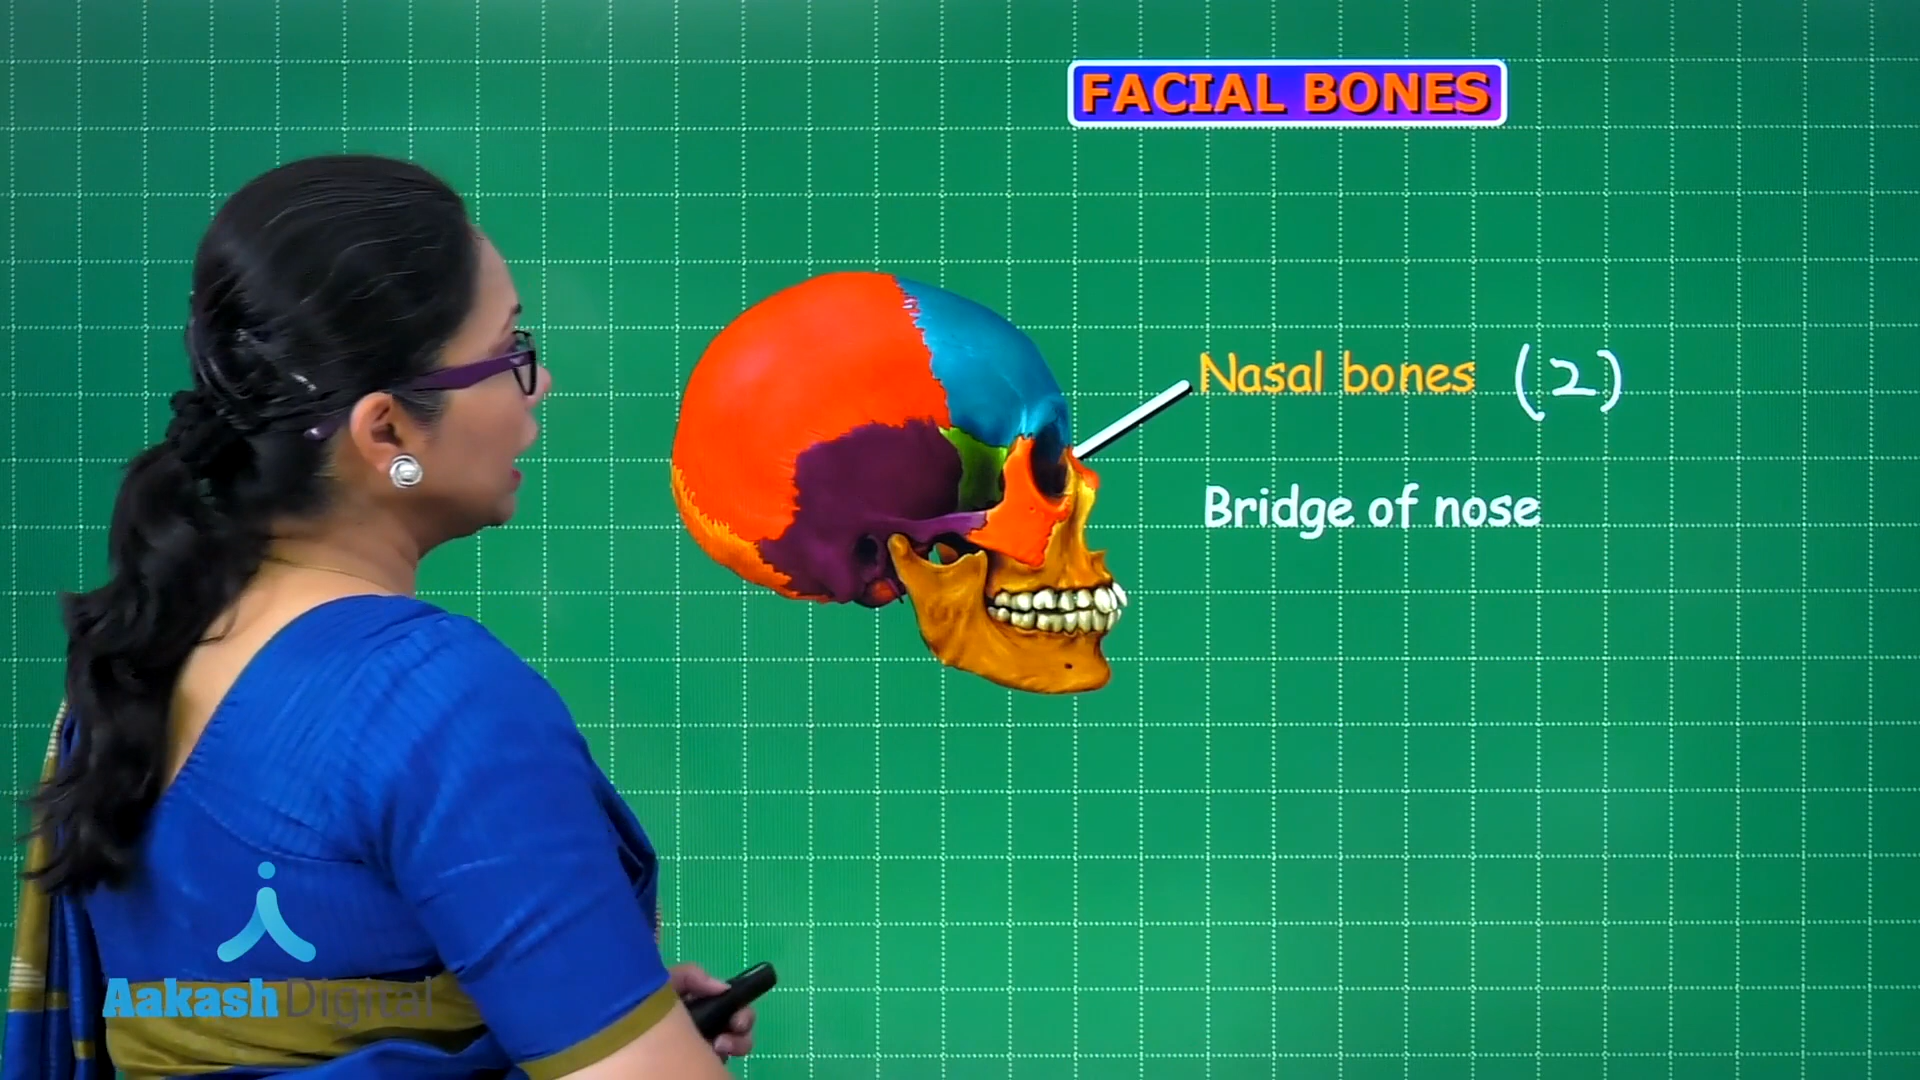 FACIAL BONES
Nasal bones (2)
Bridge of nose
Aakash Digital